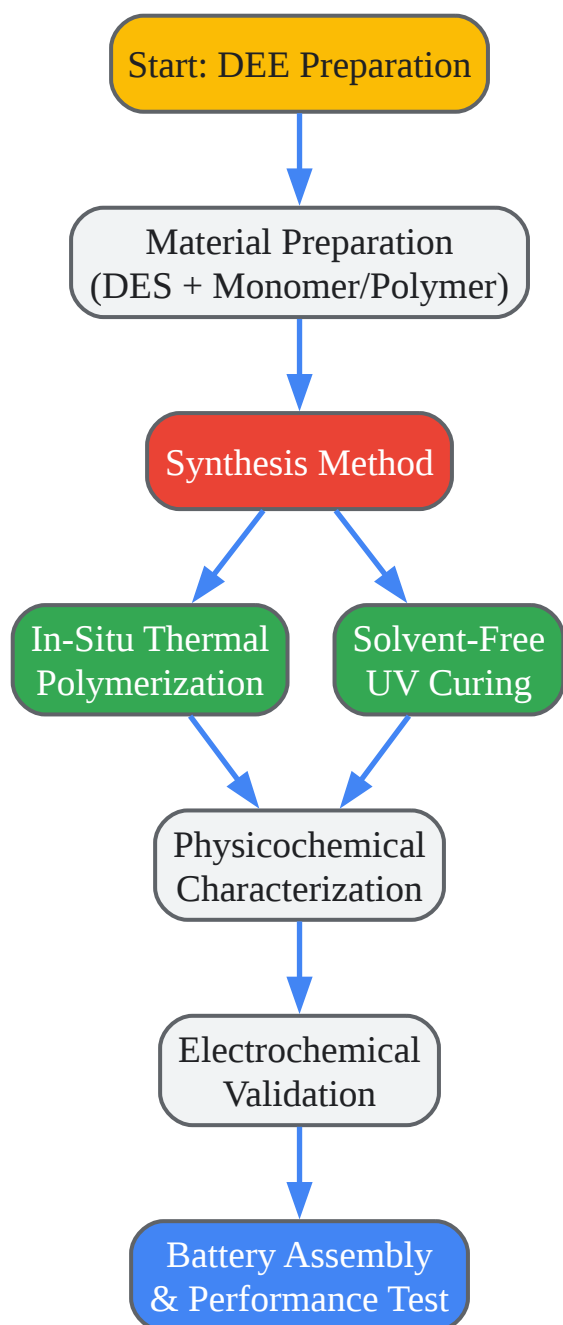 Start: DEE Preparation
Material Preparation
(DES + Monomer/Polymer)
Synthesis Method
In-Situ Thermal
Polymerization
Solvent-Free
UV Curing
Physicochemical
Characterization
Electrochemical
Validation
Battery Assembly
& Performance Test